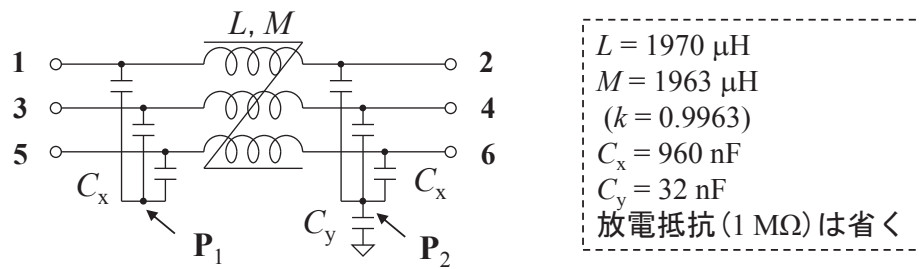 L, M
1
2
3
4
5
6
Cx
Cx
Cy
P1
P2
L = 1970 μH
M = 1963 μH
(k = 0.9963)
Cx = 960 nF
Cy = 32 nF
放電抵抗(1 MΩ)は省く